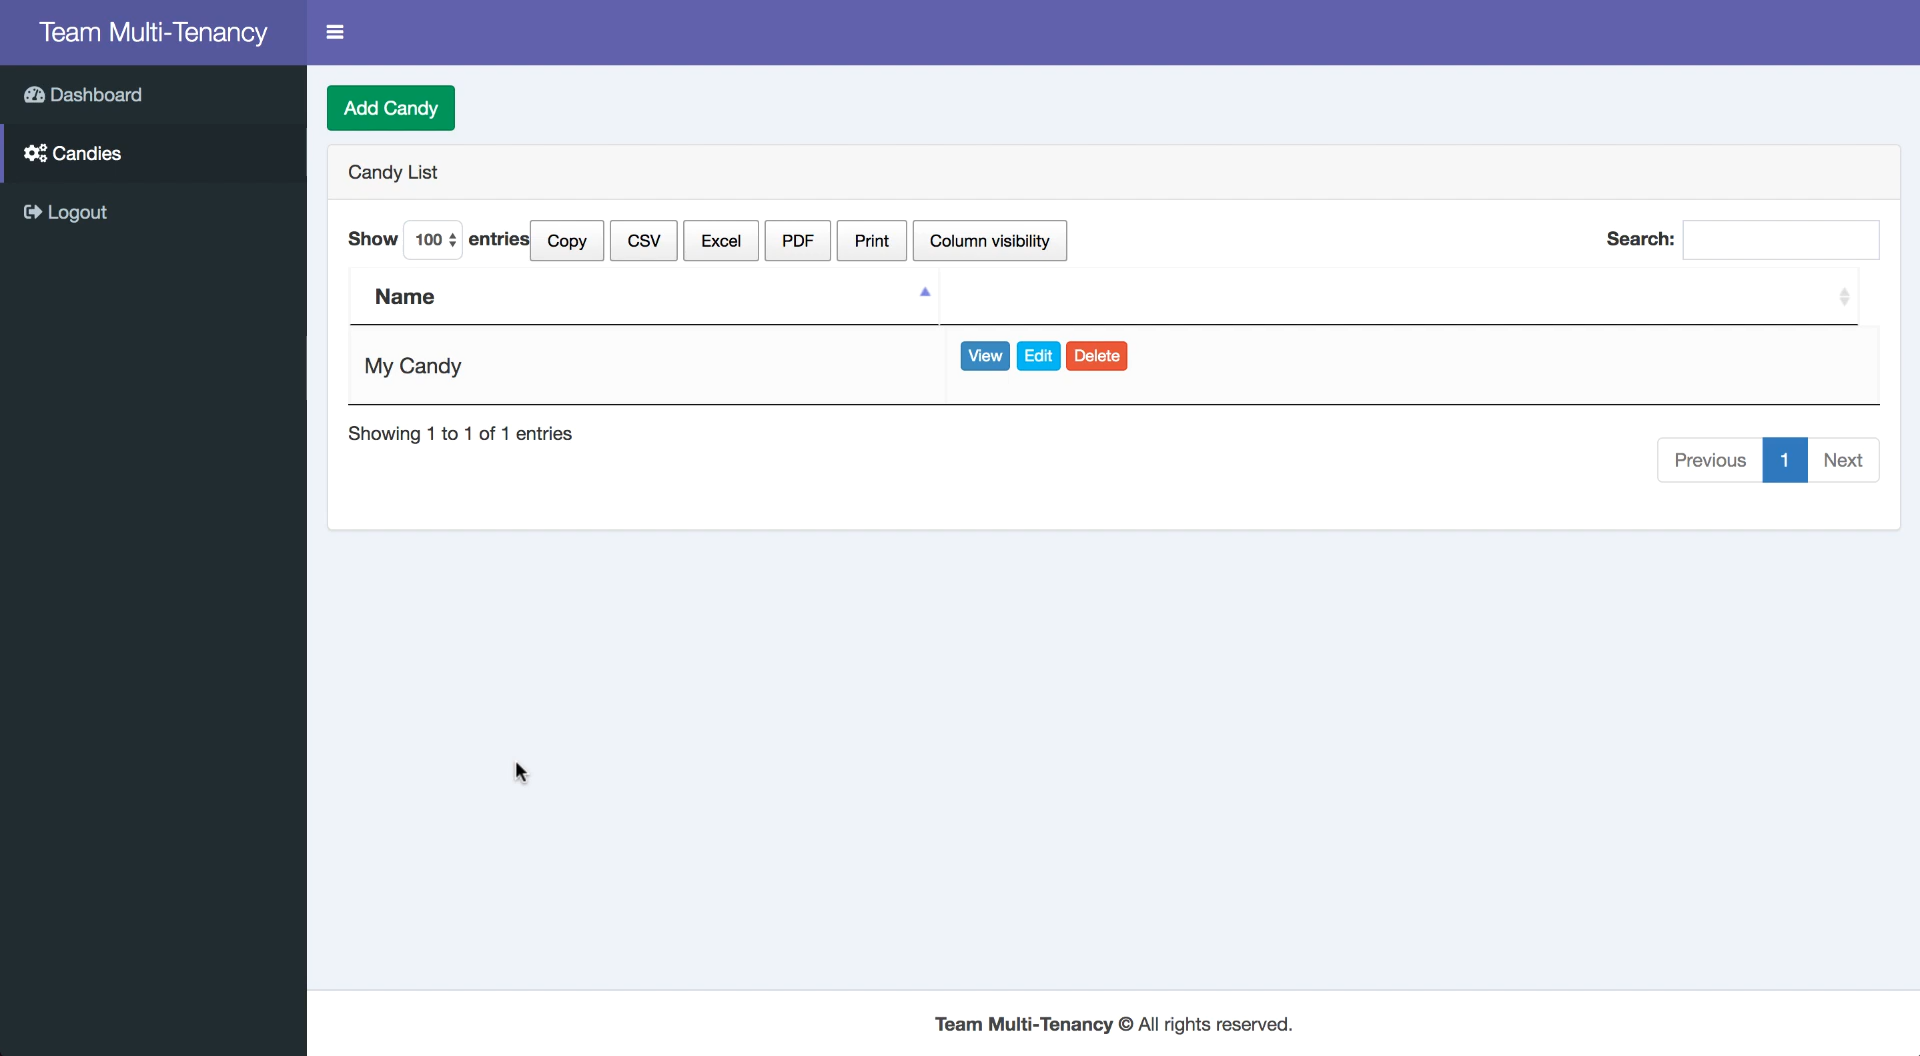 Team Multi-Tenancy
Dashboard
Candies
Logout
Add Candy
Candy List
Show 100 entries Copy CSV Excel PDF Print Column visibility Search:
Name
My Candy View Edit Delete
Showing 1 to 1 of 1 entries
Previous 1 Next
Team Multi-Tenancy © All rights reserved.